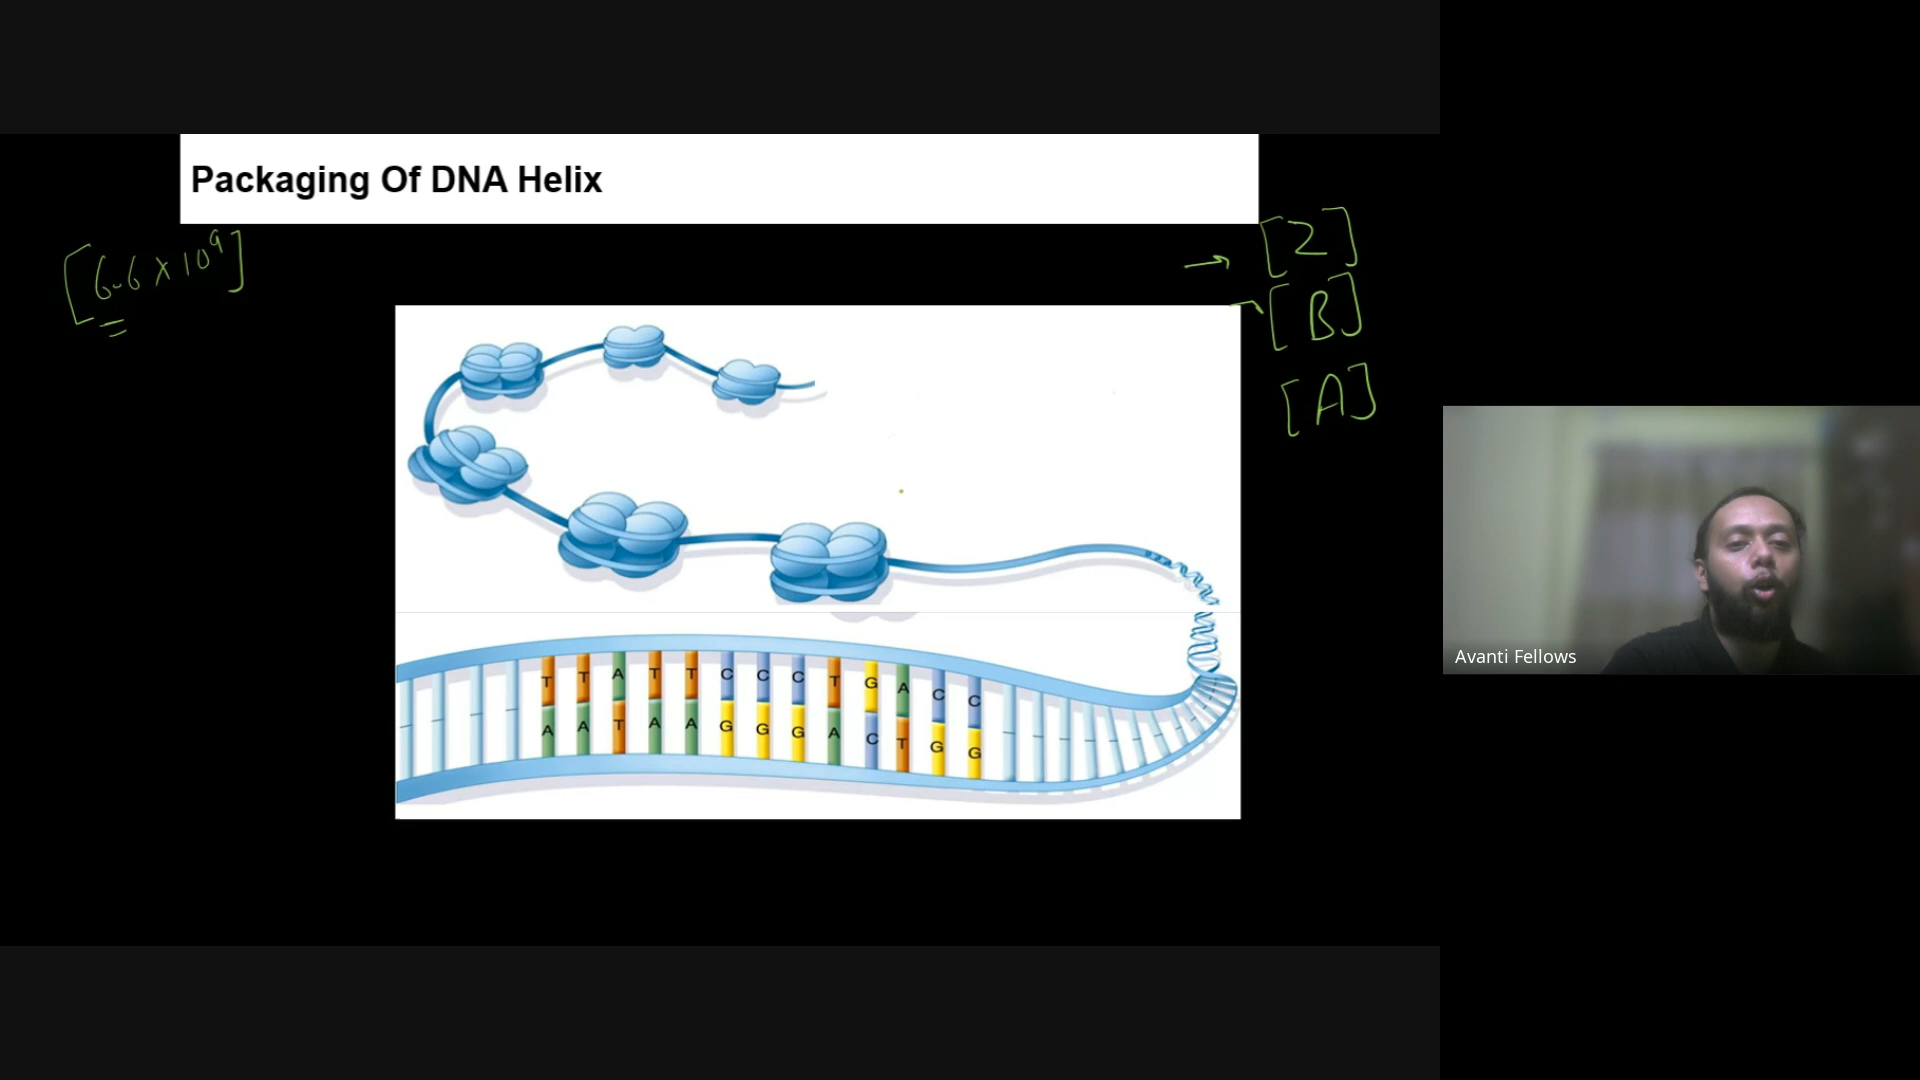 Packaging Of DNA Helix
[6.6 x 10⁹]
→ [Z]
[B]
[A]
T T A T T C C C T G A C C
A A T A A G G G A C T G G
Avanti Fellows